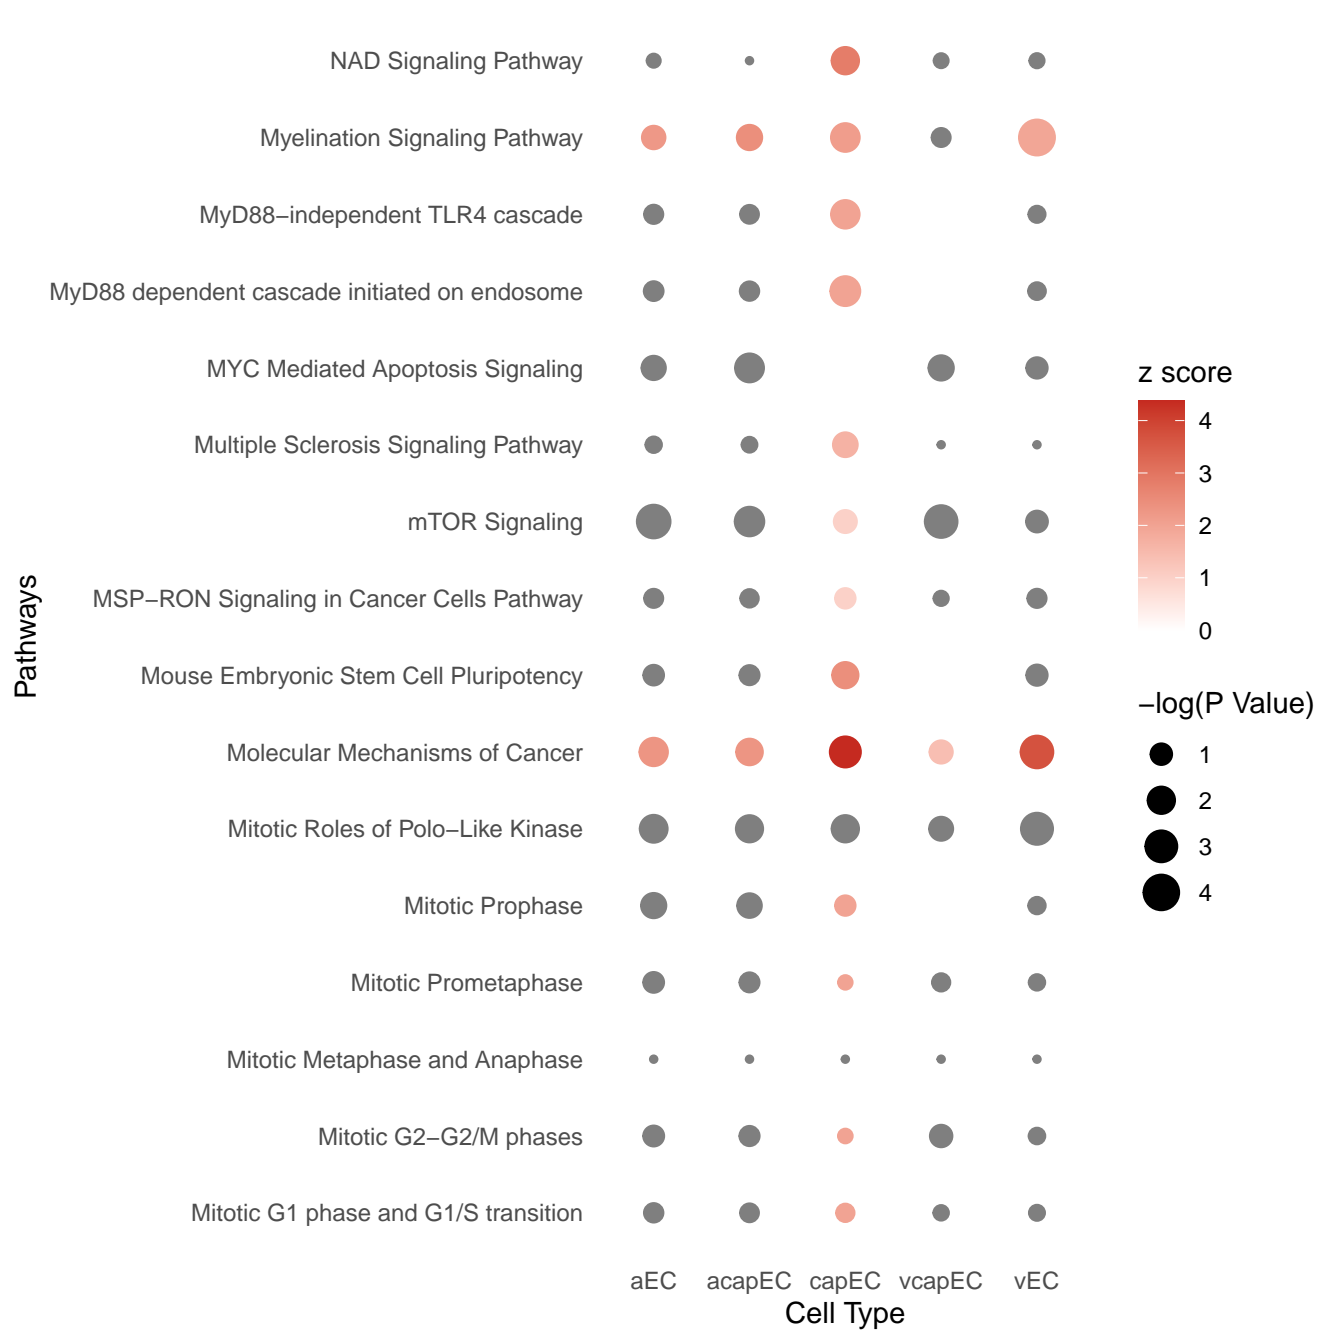 NAD Signaling Pathway
Myelination Signaling Pathway
MyD88−independent TLR4 cascade
MyD88 dependent cascade initiated on endosome
MYC Mediated Apoptosis Signaling
Multiple Sclerosis Signaling Pathway
mTOR Signaling
MSP−RON Signaling in Cancer Cells Pathway
Mouse Embryonic Stem Cell Pluripotency
Molecular Mechanisms of Cancer
Mitotic Roles of Polo−Like Kinase
Mitotic Prophase
Mitotic Prometaphase
Mitotic Metaphase and Anaphase
Mitotic G2−G2/M phases
Mitotic G1 phase and G1/S transition
Pathways
aEC acapEC capEC vcapEC vEC
Cell Type
z score
4
3
2
1
0
−log(P Value)
1
2
3
4